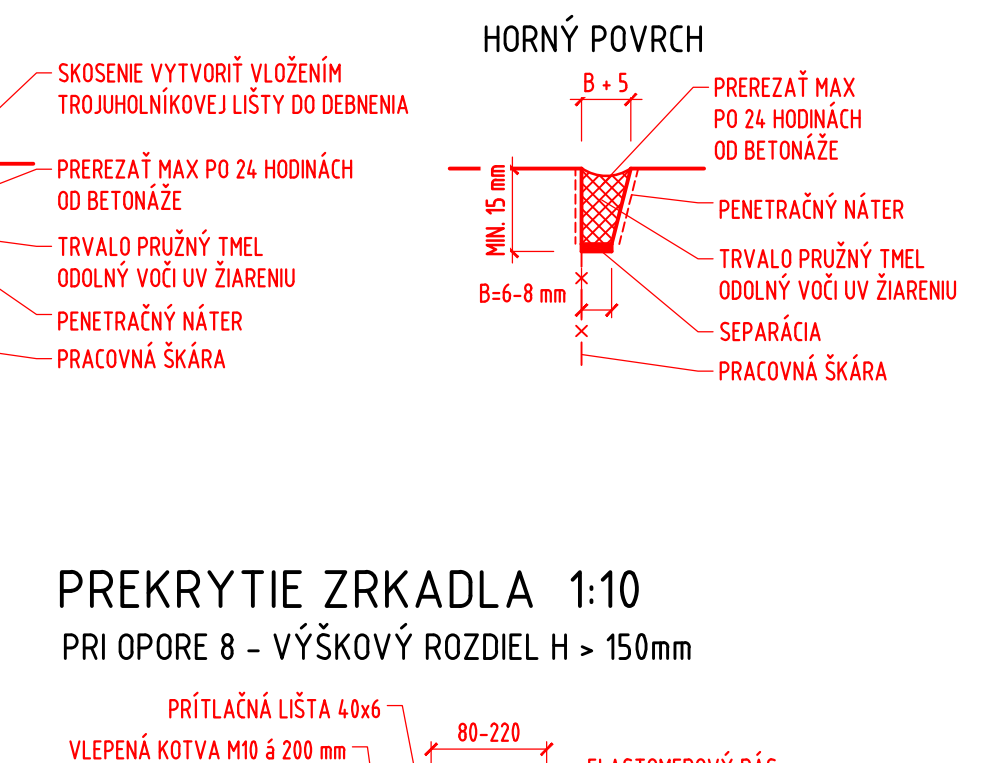 HORNÝ POVRCH
SKOSENIE VYTVORIŤ VLOŽENÍM
TROJUHOLNÍKOVEJ LIŠTY DO DEBNENIA
PREREZAŤ MAX PO 24 HODINÁCH
OD BETONÁŽE
TRVALO PRUŽNÝ TMEL
ODOLNÝ VOČI UV ŽIARENIU
PENETRAČNÝ NÁTER
PRACOVNÁ ŠKÁRA
B + 5
PREREZAŤ MAX
PO 24 HODINÁCH
OD BETONÁŽE
MIN. 15 mm
PENETRAČNÝ NÁTER
TRVALO PRUŽNÝ TMEL
ODOLNÝ VOČI UV ŽIARENIU
B=6-8 mm
SEPARÁCIA
PRACOVNÁ ŠKÁRA
PREKRYTIE ZRKADLA 1:10
PRI OPORE 8 - VÝŠKOVÝ ROZDIEL H > 150mm
PRÍTLAČNÁ LIŠTA 40x6
80-220
VLEPENÁ KOTVA M10 á 200 mm
ELASTOMEROVÝ PÁS